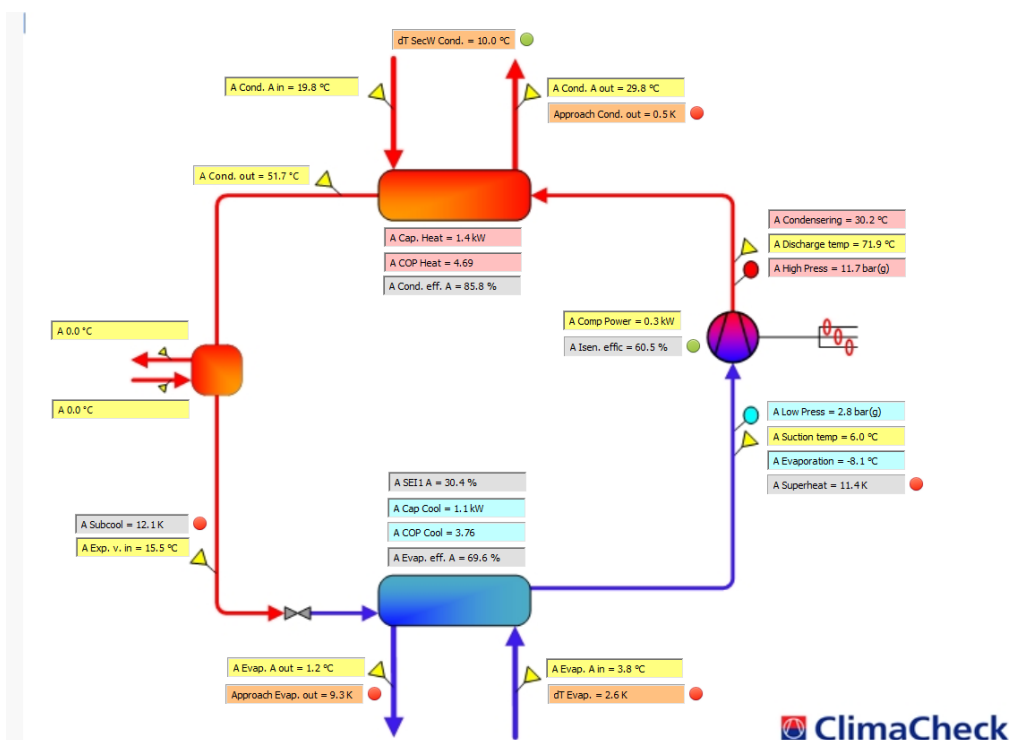 dT SecW Cond. = 10.0 °C
A Cond. A in = 19.8 °C
A Cond. A out = 29.8 °C
Approach Cond. out = 0.5 K
A Cond. out = 51.7 °C
A Condensering = 30.2 °C
A Discharge temp = 71.9 °C
A High Press = 11.7 bar(g)
A Cap. Heat = 1.4 kW
A COP Heat = 4.69
A Cond. eff. A = 85.8 %
A Comp Power = 0.3 kW
A Isen. effic = 60.5 %
A 0.0 °C
A 0.0 °C
A Low Press = 2.8 bar(g)
A Suction temp = 6.0 °C
A Evaporation = -8.1 °C
A Superheat = 11.4 K
A SEI1 A = 30.4 %
A Cap Cool = 1.1 kW
A COP Cool = 3.76
A Evap. eff. A = 69.6 %
A Subcool = 12.1 K
A Exp. v. in = 15.5 °C
A Evap. A out = 1.2 °C
Approach Evap. out = 9.3 K
A Evap. A in = 3.8 °C
dT Evap. = 2.6 K
ClimaCheck